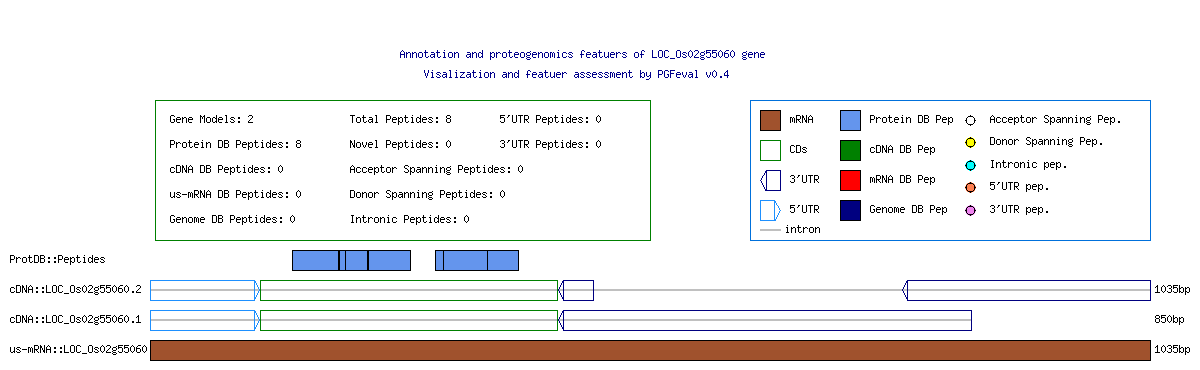 Annotation and proteogenomics featuers of LOC_Os02g55060 gene
Visalization and featuer assessment by PGFeval v0.4
Gene Models: 2 Total Peptides: 8 5'UTR Peptides: 0
Protein DB Peptides: 8 Novel Peptides: 0 3'UTR Peptides: 0
cDNA DB Peptides: 0 Acceptor Spanning Peptides: 0
us-mRNA DB Peptides: 0 Donor Spanning Peptides: 0
Genome DB Peptides: 0 Intronic Peptides: 0
mRNA Protein DB Pep Acceptor Spanning Pep.
CDs cDNA DB Pep Donor Spanning Pep.
3'UTR mRNA DB Pep Intronic pep.
5'UTR Genome DB Pep 5'UTR pep.
intron 3'UTR pep.
ProtDB::Peptides
cDNA::LOC_Os02g55060.2 1035bp
cDNA::LOC_Os02g55060.1 850bp
us-mRNA::LOC_Os02g55060 1035bp